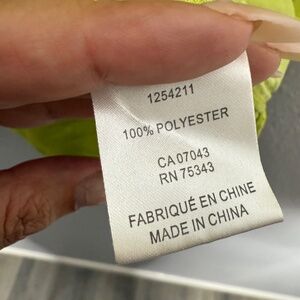 1254211
100% POLYESTER
CA 07043
RN 75343
FABRIQUÉ EN CHINE
MADE IN CHINA